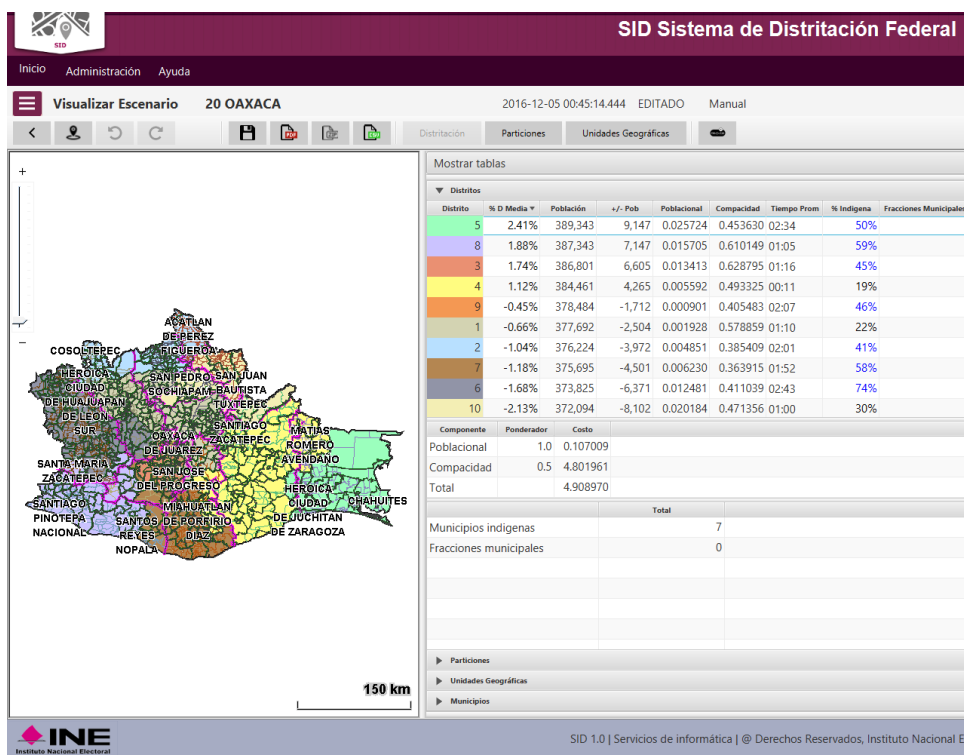 SID
SID Sistema de Distritación Federal
Inicio Administración Ayuda
Visualizar Escenario 20 OAXACA 2016-12-05 00:45:14.444 EDITADO Manual
Distritación Particiones Unidades Geográficas
Mostrar tablas
Distritos
Distrito % D Media ▼ Población +/- Pob Poblacional Compacidad Tiempo Prom % Indigena Fracciones Municipales
5 2.41% 389,343 9,147 0.025724 0.453630 02:34 50%
8 1.88% 387,343 7,147 0.015705 0.610149 01:05 59%
3 1.74% 386,801 6,605 0.013413 0.628795 01:16 45%
4 1.12% 384,461 4,265 0.005592 0.493325 00:11 19%
9 -0.45% 378,484 -1,712 0.000901 0.405483 02:07 46%
1 -0.66% 377,692 -2,504 0.001928 0.578859 01:10 22%
2 -1.04% 376,224 -3,972 0.004851 0.385409 02:01 41%
7 -1.18% 375,695 -4,501 0.006230 0.363915 01:52 58%
6 -1.68% 373,825 -6,371 0.012481 0.411039 02:43 74%
10 -2.13% 372,094 -8,102 0.020184 0.471356 01:00 30%
Componente Ponderador Costo
Poblacional 1.0 0.107009
Compacidad 0.5 4.801961
Total 4.908970
Total
Municipios indigenas 7
Fracciones municipales 0
Particiones
Unidades Geográficas
Municipios
ACATLAN
DE PEREZ
FIGUEROA
COSOLTEPEC
HEROICA
CIUDAD
DE HUAJUAPAN
DE LEON
SUR
SAN PEDRO
SOCHIAPAM
SAN JUAN
BAUTISTA
TUXTEPEC
SANTIAGO
ZACATEPEC
MATIAS
ROMERO
AVENDAÑO
OAXACA
DE JUAREZ
SANTA MARIA
ZACATEPEC
SAN JOSE
DEL PROGRESO
HEROICA
CIUDAD
DE JUCHITAN
DE ZARAGOZA
CHAHUITES
SANTIAGO
PINOTEPA
NACIONAL
MIAHUATLAN
DE PORFIRIO
DIAZ
SANTOS
REYES
NOPALA
150 km
INE
Instituto Nacional Electoral
SID 1.0 | Servicios de informática | @ Derechos Reservados, Instituto Nacional E